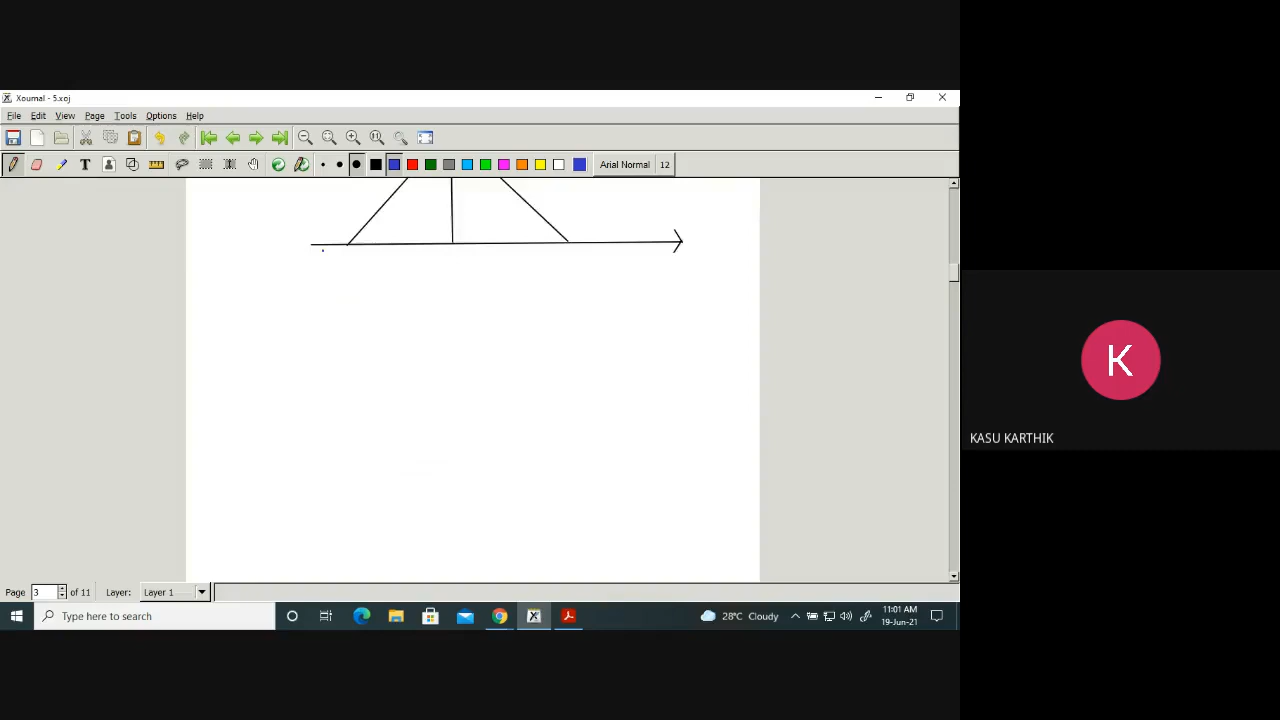 Xournal - 5.xoj
File Edit View Page Tools Options Help
T Arial Normal 12
Page 3 of 11 Layer: Layer 1
Type here to search
28°C Cloudy
11:01 AM
19-Jun-21
K
KASU KARTHIK